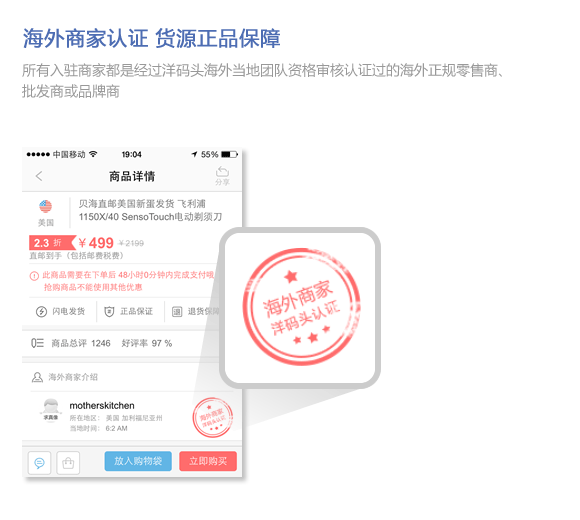 海外商家认证 货源正品保障
所有入驻商家都是经过洋码头海外当地团队资格审核认证过的海外正规零售商、
批发商或品牌商
中国移动 19:04 55%
商品详情
分享
美国
贝海直邮美国新蛋发货 飞利浦
1150X/40 SensoTouch电动剃须刀
2.3 折 ¥ 499 ¥2199
直邮到手（包括邮费税费）
此商品需要在下单后 48小时0分钟内完成支付哦
抢购商品不能使用其他优惠
闪电发货 正品保证 退货保障
商品总评 1246 好评率 97 %
海外商家介绍
motherskitchen
所在地区： 美国 加利福尼亚州
当地时间： 6:2 AM
海外商家
洋码头认证
放入购物袋 立即购买
海外商家
洋码头认证